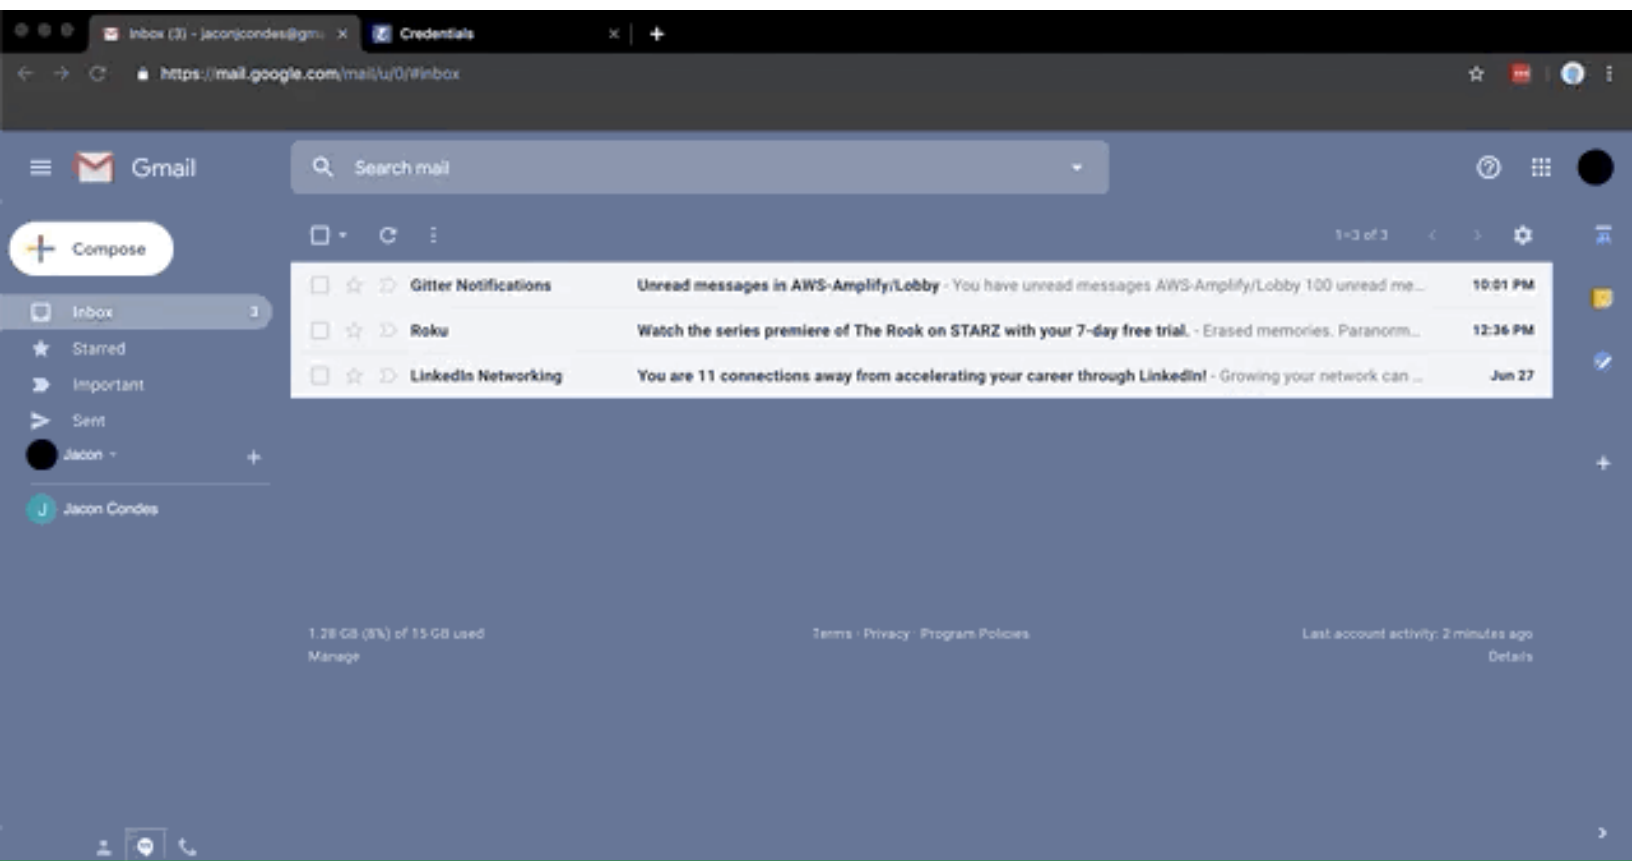 Inbox (3) - jaconjcondes@gm
Credentials
https://mail.google.com/mail/u/0/#inbox
Gmail
Search mail
Compose
1–3 of 3
Inbox 3
Gitter Notifications Unread messages in AWS-Amplify/Lobby - You have unread messages AWS-Amplify/Lobby 100 unread me... 10:01 PM
Starred
Roku Watch the series premiere of The Rook on STARZ with your 7-day free trial. - Erased memories. Paranorm... 12:36 PM
Important
LinkedIn Networking You are 11 connections away from accelerating your career through LinkedIn! - Growing your network can ... Jun 27
Sent
Jacon
J Jacon Condes
1.28 GB (8%) of 15 GB used
Manage
Terms · Privacy · Program Policies
Last account activity: 2 minutes ago
Details